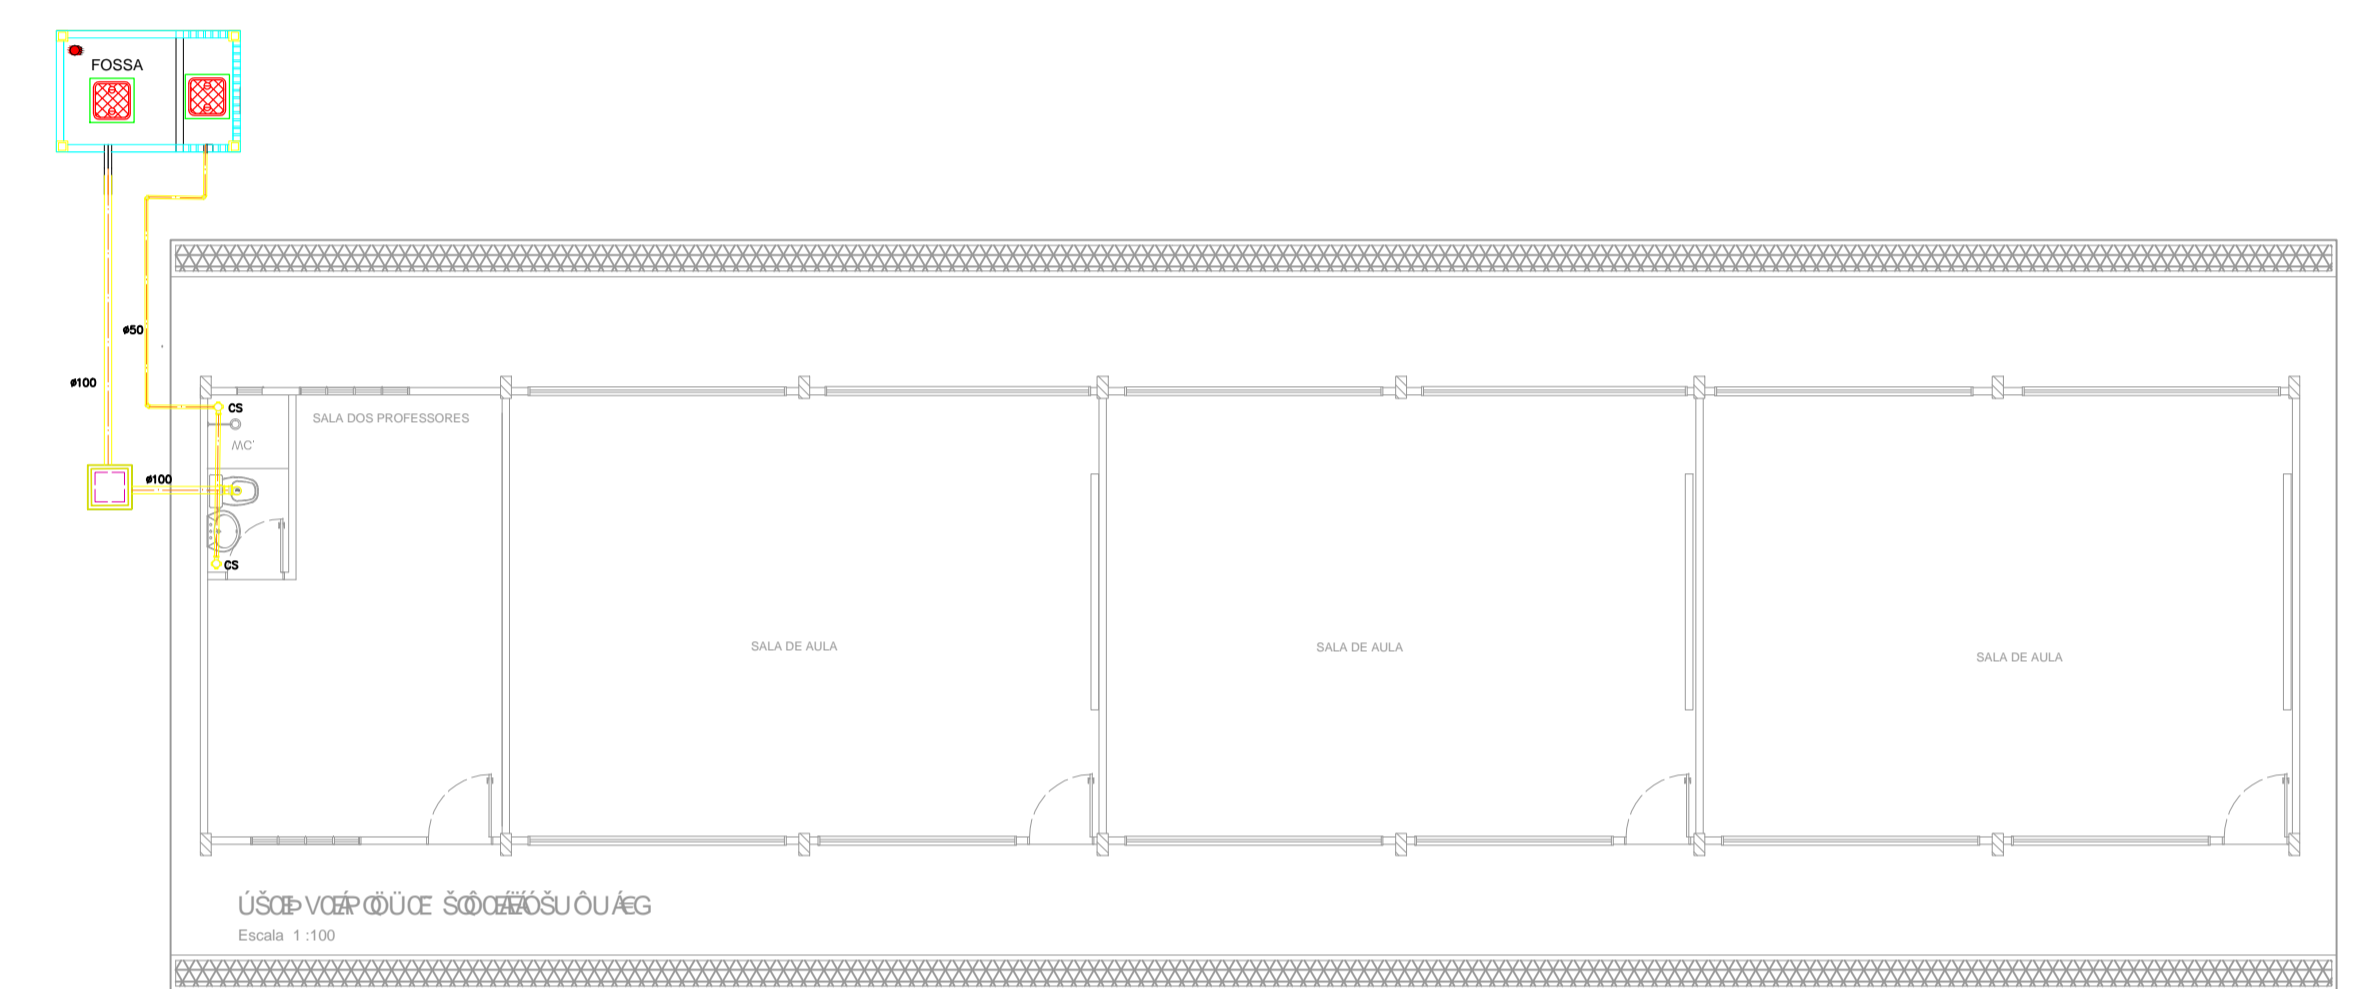 FOSSA
ø50
ø100
CS
SALA DOS PROFESSORES
WC.
ø100
CS
SALA DE AULA
SALA DE AULA
SALA DE AULA
Escala 1 :100